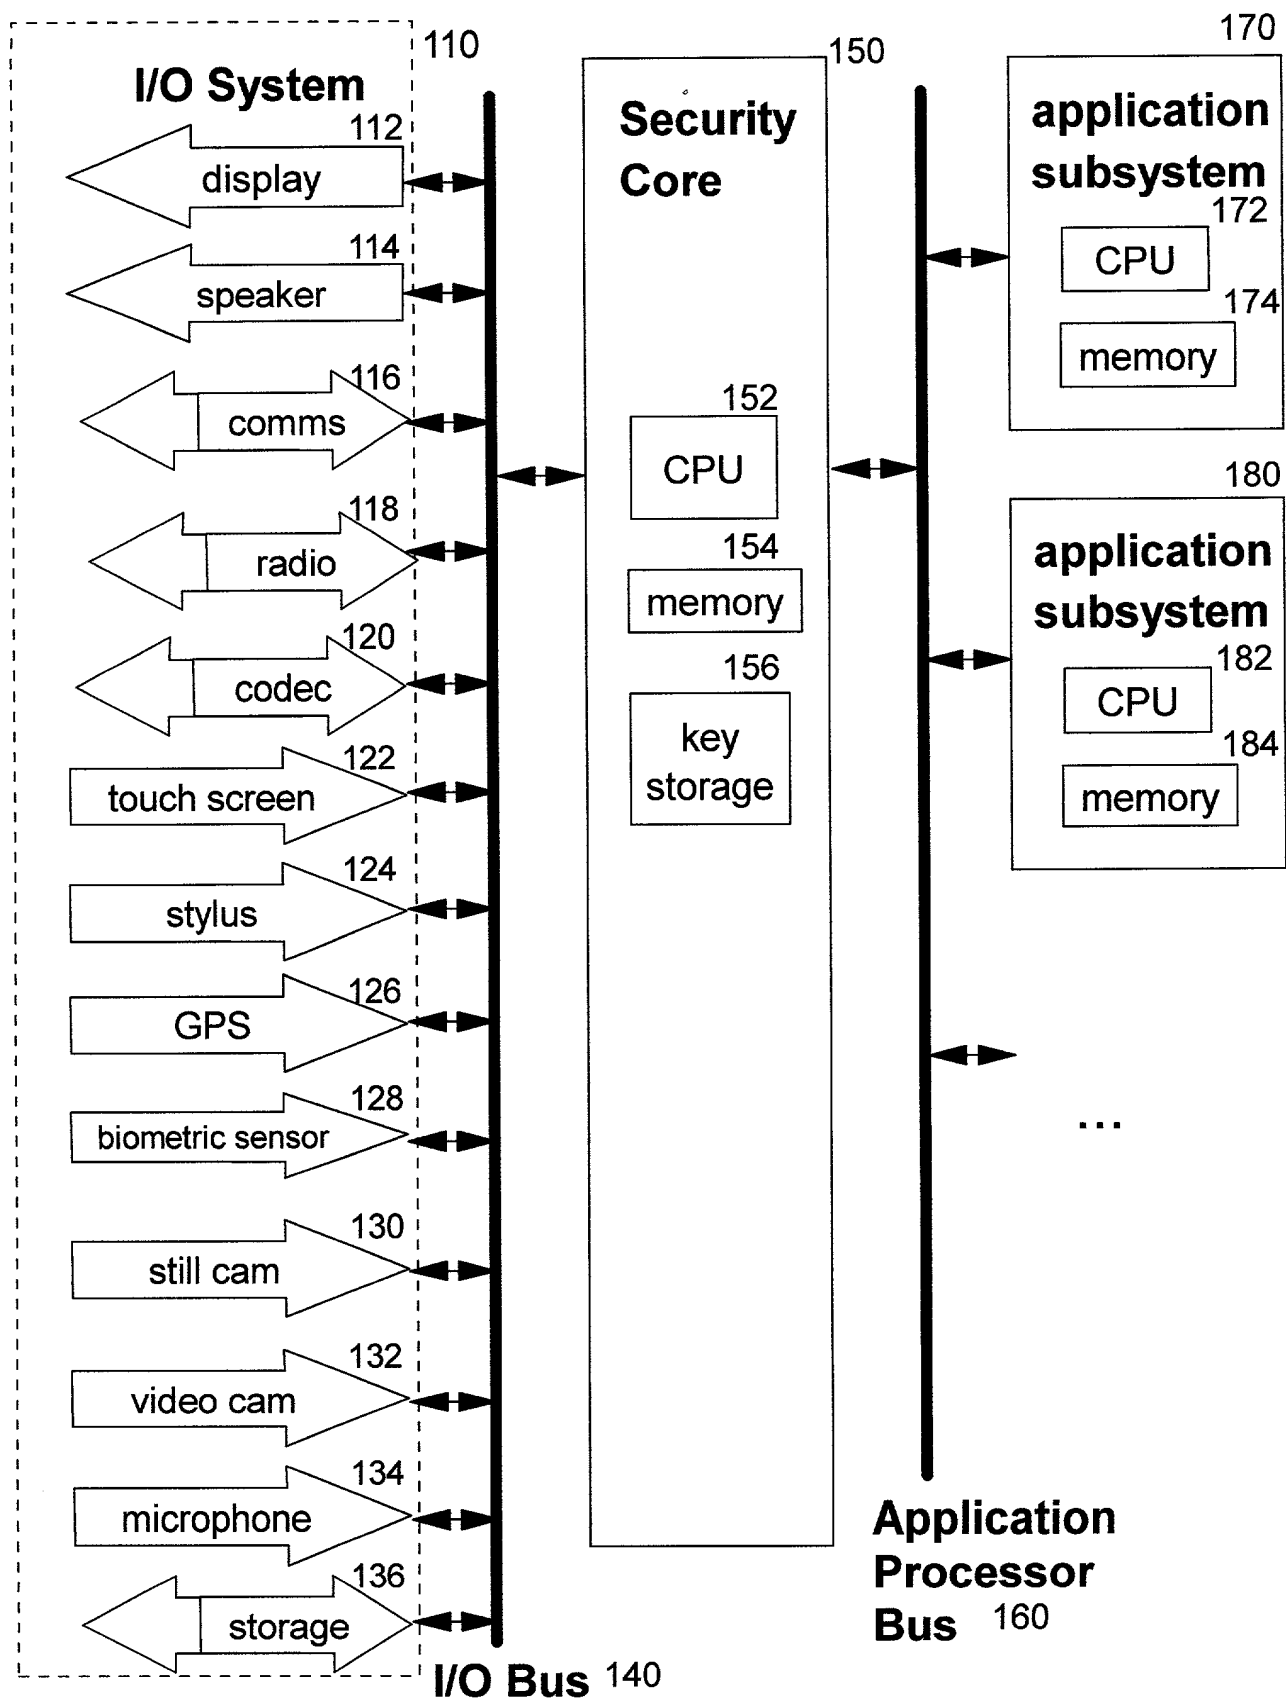 110
I/O System
112
display
114
speaker
116
comms
118
radio
120
codec
122
touch screen
124
stylus
126
GPS
128
biometric sensor
130
still cam
132
video cam
134
microphone
136
storage
I/O Bus 140
150
Security
Core
152
CPU
154
memory
156
key
storage
Application
Processor
Bus 160
170
application
subsystem
172
CPU
174
memory
180
application
subsystem
182
CPU
184
memory
...